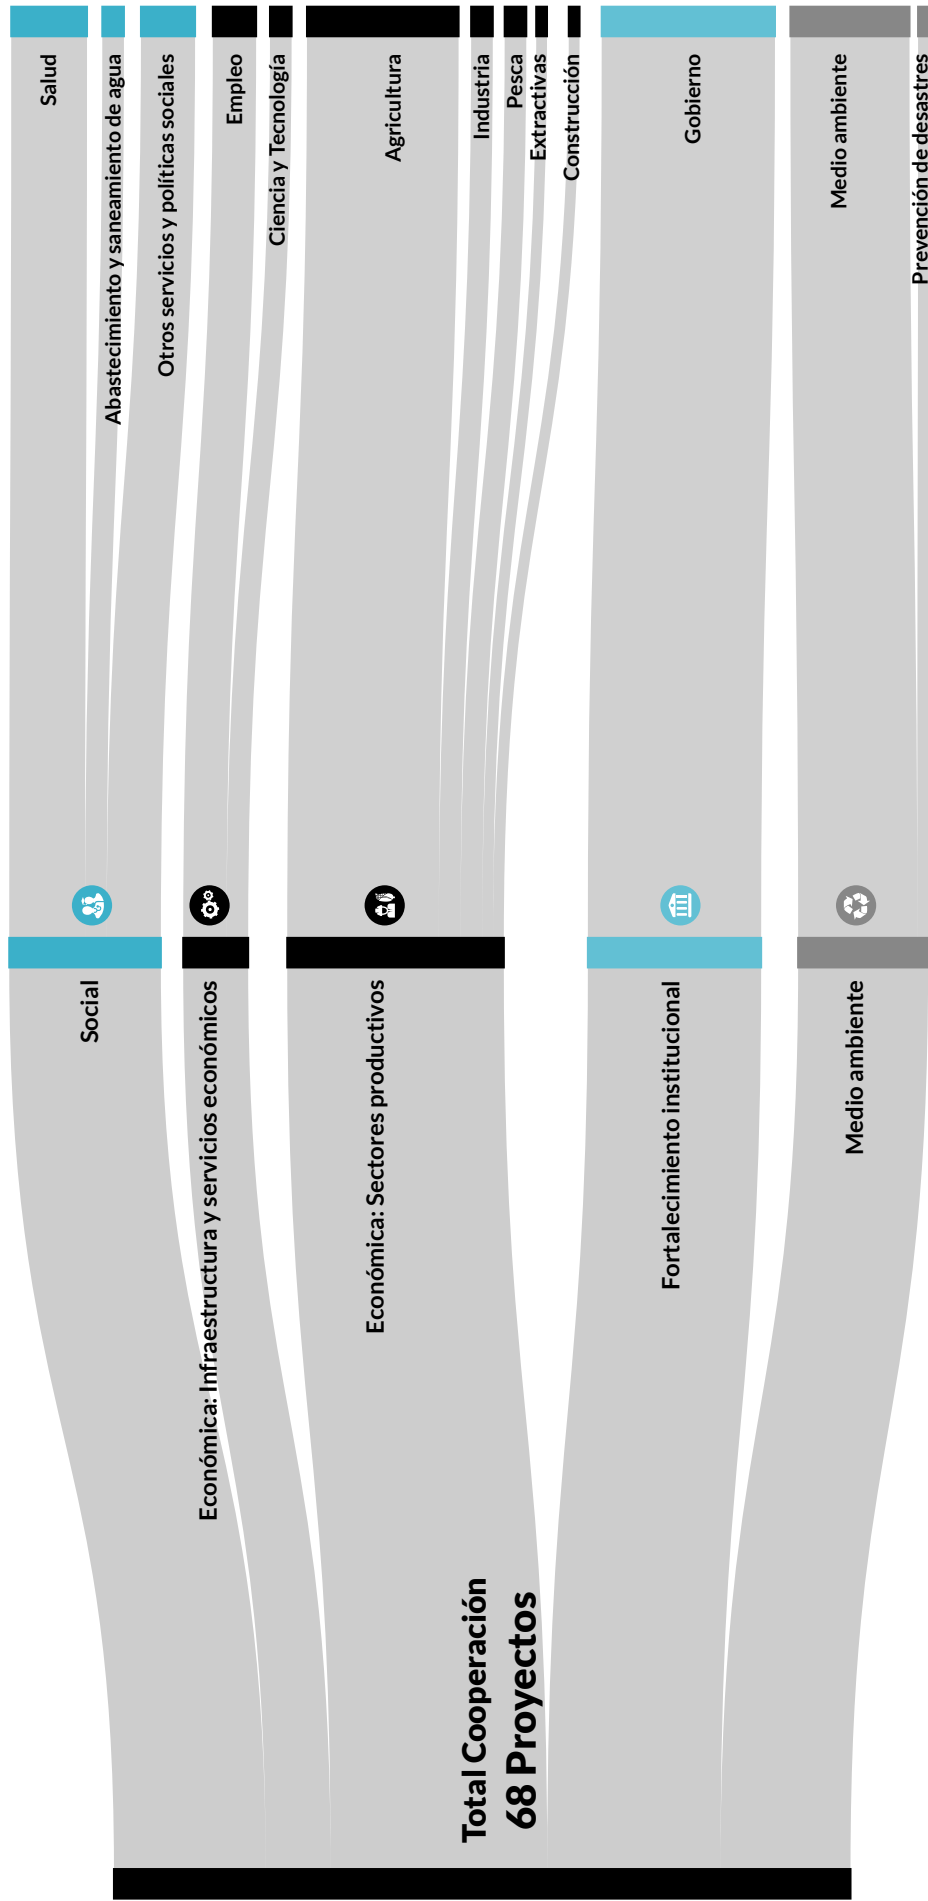 Total Cooperación
68 Proyectos
Social
Económica: Infraestructura y servicios económicos
Económica: Sectores productivos
Fortalecimiento institucional
Medio ambiente
Salud
Abastecimiento y saneamiento de agua
Otros servicios y políticas sociales
Empleo
Ciencia y Tecnología
Agricultura
Industria
Pesca
Extractivas
Construcción
Gobierno
Medio ambiente
Prevención de desastres